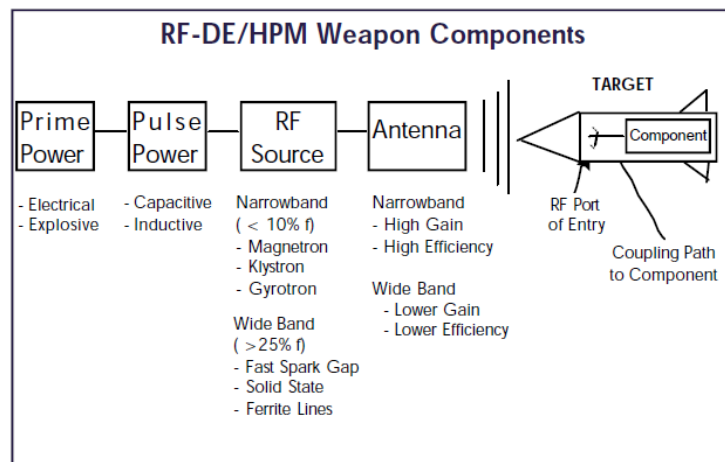 RF-DE/HPM Weapon Components
TARGET
Prime
Power
Pulse
Power
RF
Source
Antenna
Component
- Electrical
- Explosive
- Capacitive
- Inductive
Narrowband
( < 10% f)
- Magnetron
- Klystron
- Gyrotron
Wide Band
( >25% f)
- Fast Spark Gap
- Solid State
- Ferrite Lines
Narrowband
- High Gain
- High Efficiency
Wide Band
- Lower Gain
- Lower Efficiency
RF Port
of Entry
Coupling Path
to Component